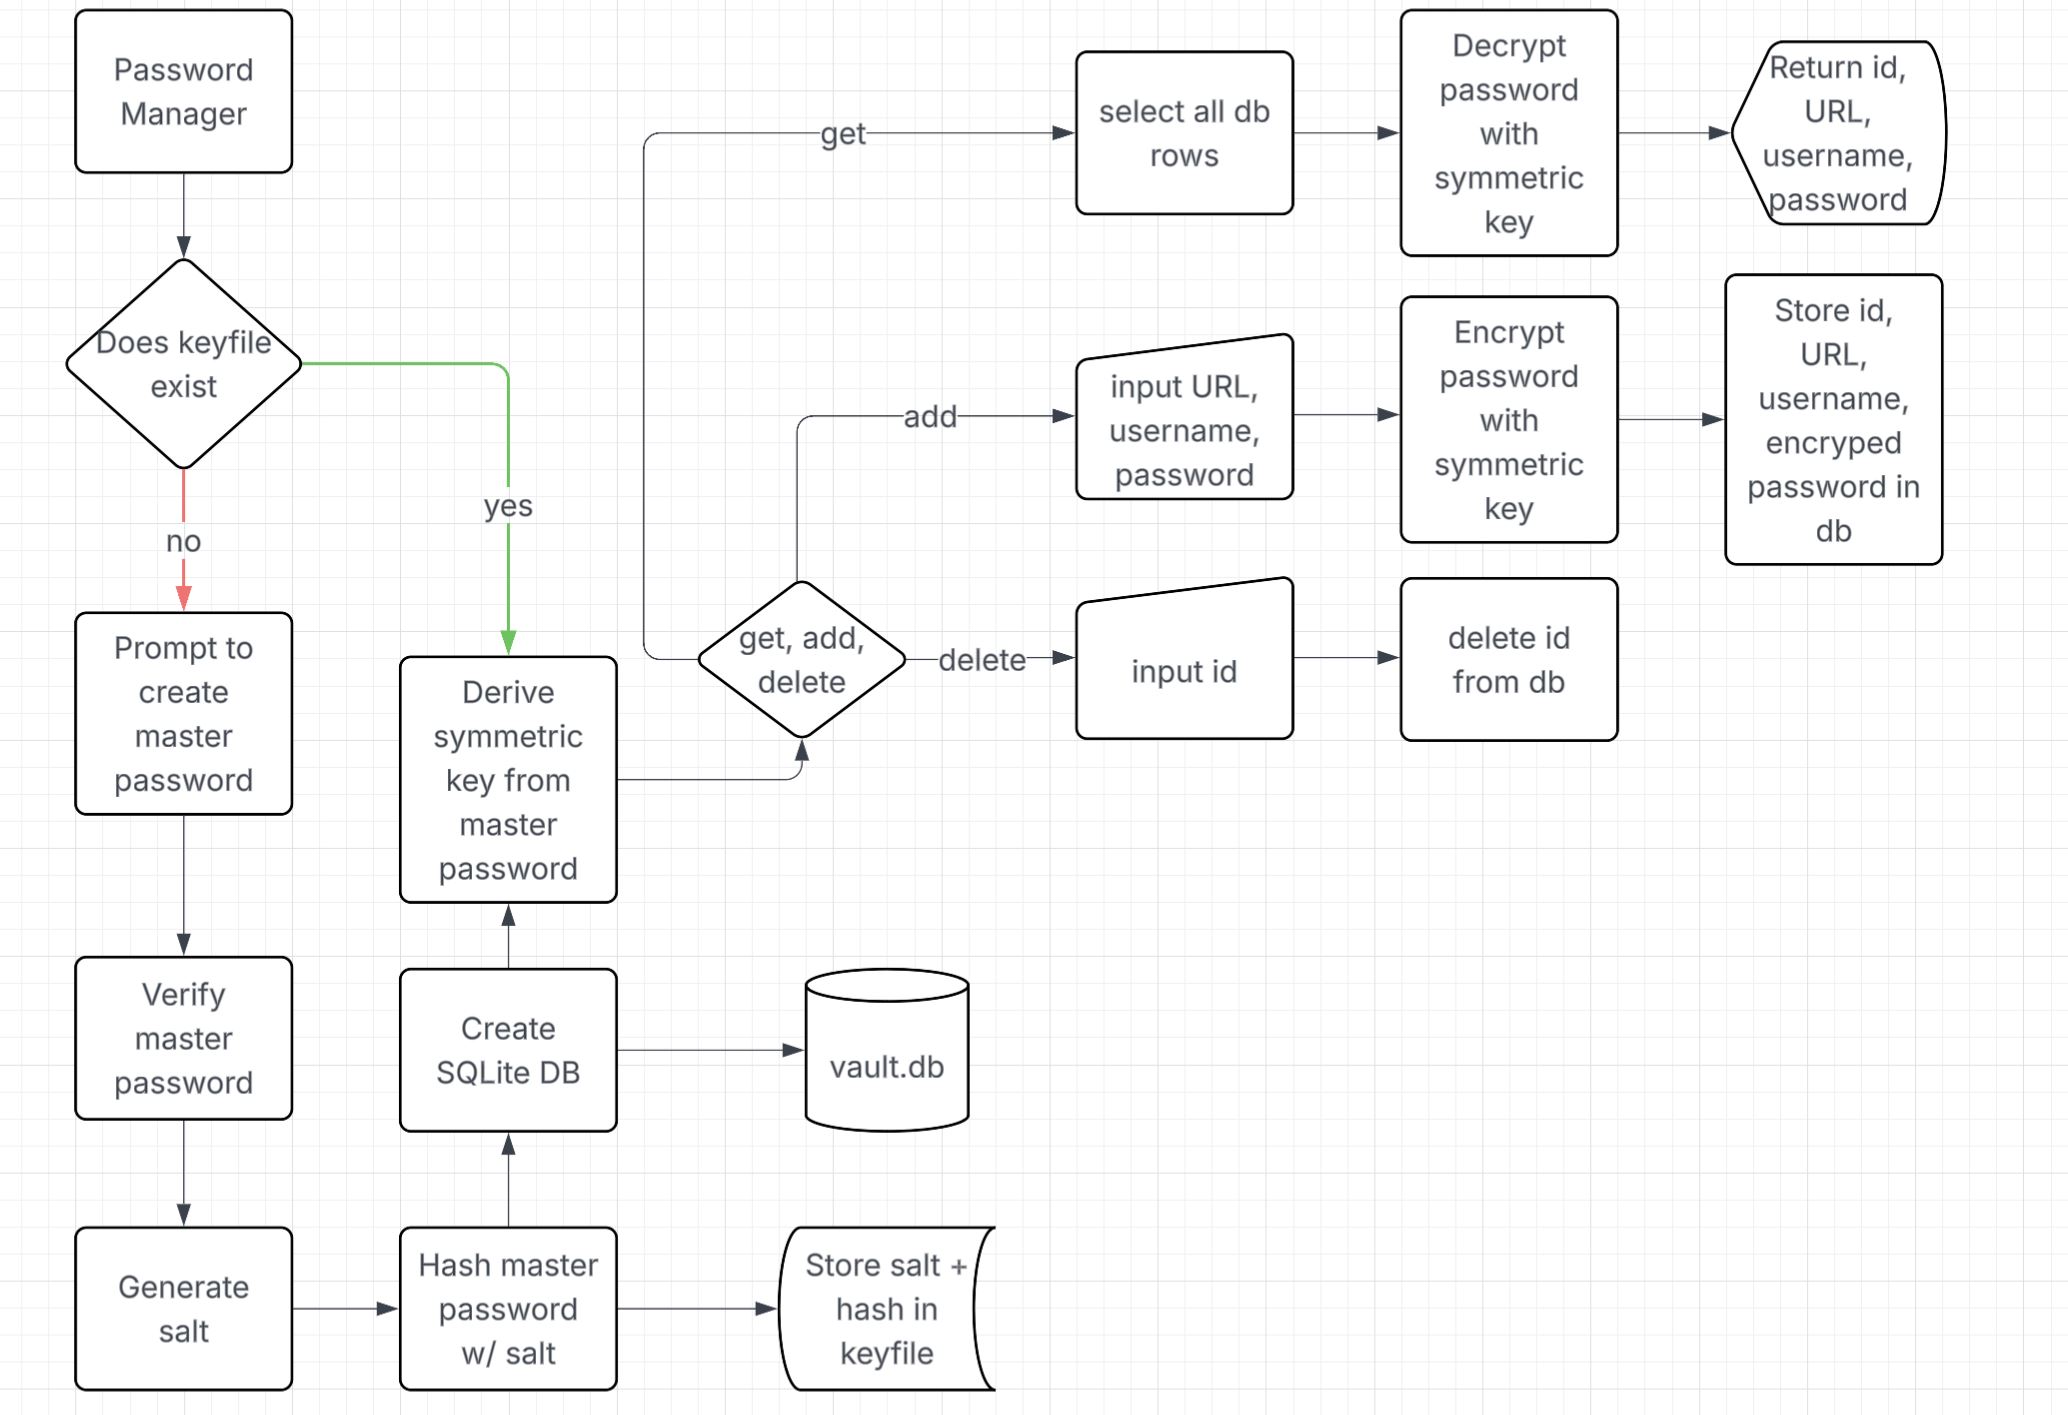 Password
Manager
Does keyfile
exist
no
yes
Prompt to
create
master
password
Verify
master
password
Generate
salt
Hash master
password
w/ salt
Store salt +
hash in
keyfile
Create
SQLite DB
vault.db
Derive
symmetric
key from
master
password
get, add,
delete
get
select all db
rows
Decrypt
password
with
symmetric
key
Return id,
URL,
username,
password
add
input URL,
username,
password
Encrypt
password
with
symmetric
key
Store id,
URL,
username,
encryped
password in
db
delete
input id
delete id
from db